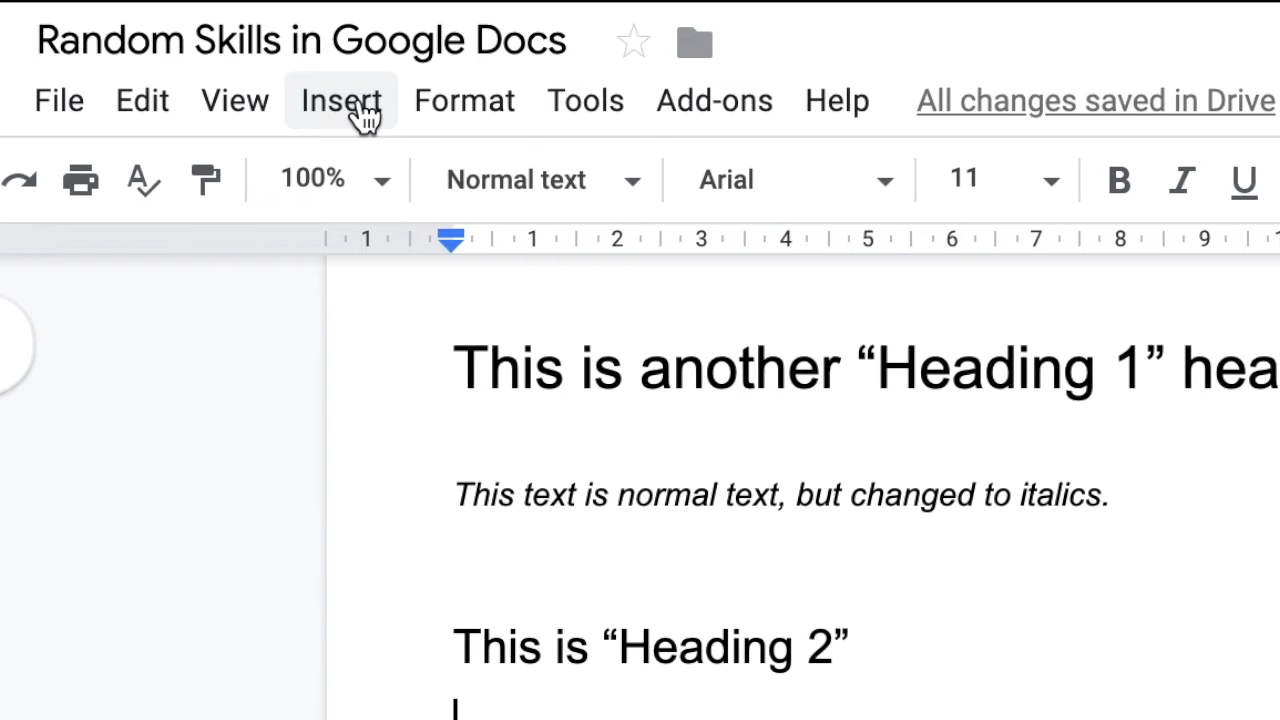 Random Skills in Google Docs
File Edit View Insert Format Tools Add-ons Help All changes saved in Drive
100% Normal text Arial 11 B I U
1 1 2 3 4 5 6 7 8 9
This is another “Heading 1” hea
This text is normal text, but changed to italics.
This is “Heading 2”